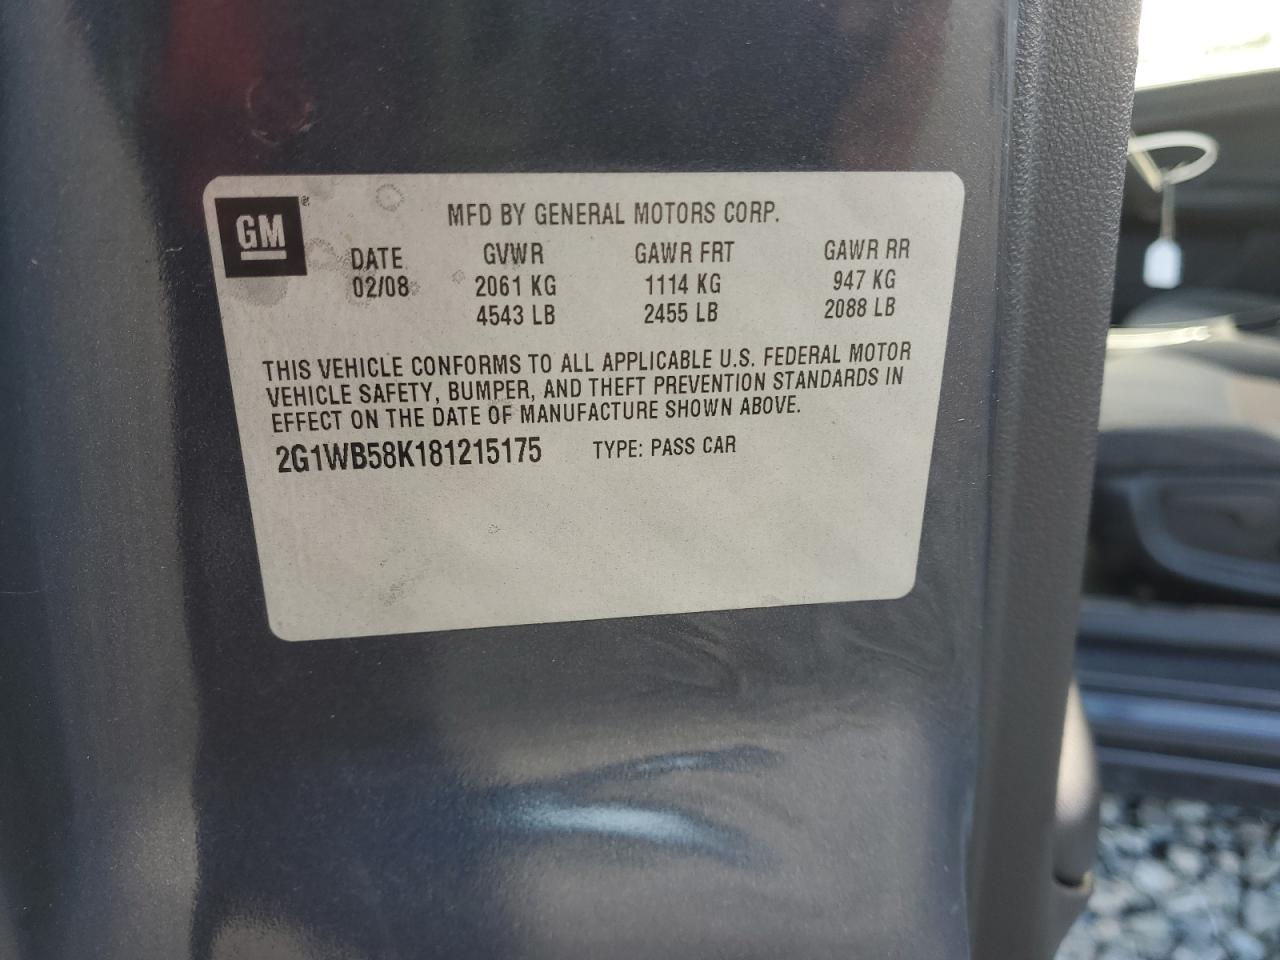 GM
MFD BY GENERAL MOTORS CORP.
DATE GVWR GAWR FRT GAWR RR
02/08 2061 KG 1114 KG 947 KG
4543 LB 2455 LB 2088 LB
THIS VEHICLE CONFORMS TO ALL APPLICABLE U.S. FEDERAL MOTOR
VEHICLE SAFETY, BUMPER, AND THEFT PREVENTION STANDARDS IN
EFFECT ON THE DATE OF MANUFACTURE SHOWN ABOVE.
2G1WB58K181215175 TYPE: PASS CAR